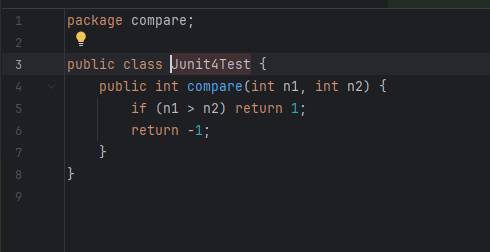 1 package compare;
2
3 public class Junit4Test {
4     public int compare(int n1, int n2) {
5         if (n1 > n2) return 1;
6         return -1;
7     }
8 }
9